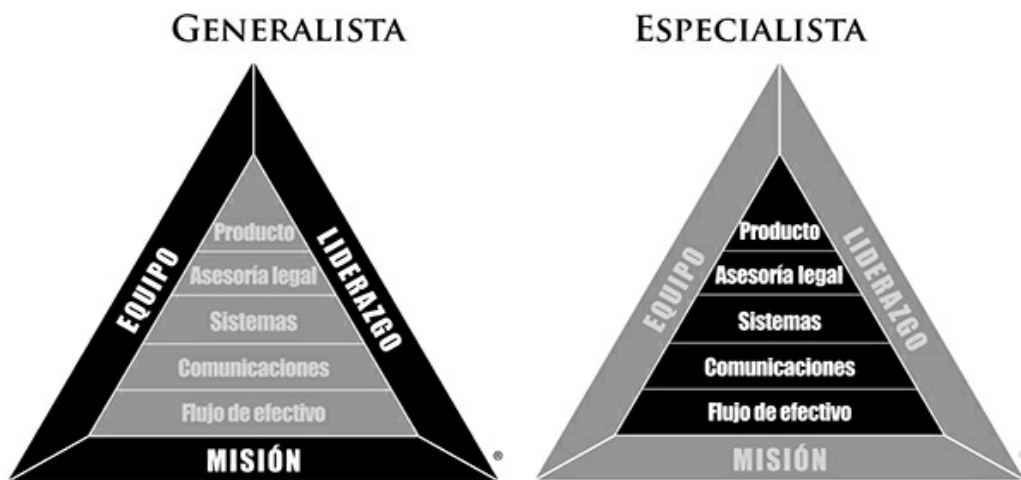 GENERALISTA
EQUIPO
LIDERAZGO
Producto
Asesoría legal
Sistemas
Comunicaciones
Flujo de efectivo
MISIÓN
®
ESPECIALISTA
EQUIPO
LIDERAZGO
Producto
Asesoría legal
Sistemas
Comunicaciones
Flujo de efectivo
MISIÓN
®